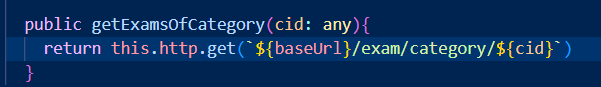 public getExamsOfCategory(cid: any){
return this.http.get(`${baseUrl}/exam/category/${cid}`)
}